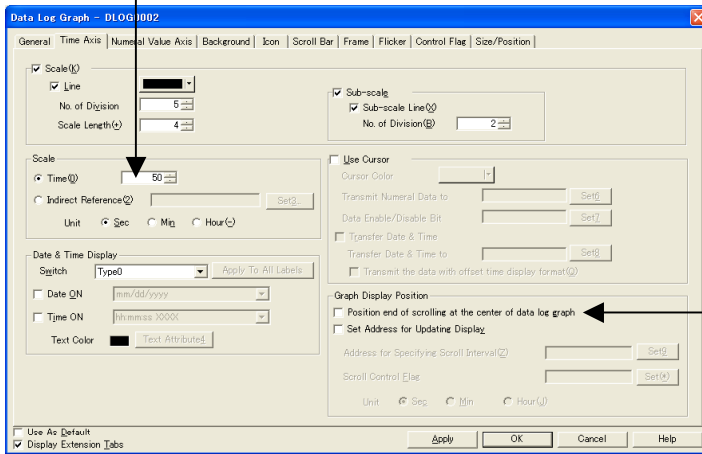 Data Log Graph - DLOG0002
General Time Axis Numeral Value Axis Background Icon Scroll Bar Frame Flicker Control Flag Size/Position
Scale(K)
Line
No. of Division 5
Scale Length(+) 4
Sub-scale
Sub-scale Line(X)
No. of Division(B) 2
Scale
Time(0) 50
Indirect Reference(2) Set3..
Unit Sec Min Hour(-)
Use Cursor
Cursor Color
Transmit Numeral Data to Set6
Data Enable/Disable Bit Set7
Transfer Date & Time
Transfer Date & Time to Set8
Transmit the data with offset time display format(Q)
Date & Time Display
Switch Type0 Apply To All Labels
Date ON mm/dd/yyyy
Time ON hh:mm:ss XXXX
Text Color Text Attribute4
Graph Display Position
Position end of scrolling at the center of data log graph
Set Address for Updating Display
Address for Specifying Scroll Interval(Z) Set9
Scroll Control Flag Set(*)
Unit Sec Min Hour(J)
Use As Default
Display Extension Tabs
Apply OK Cancel Help